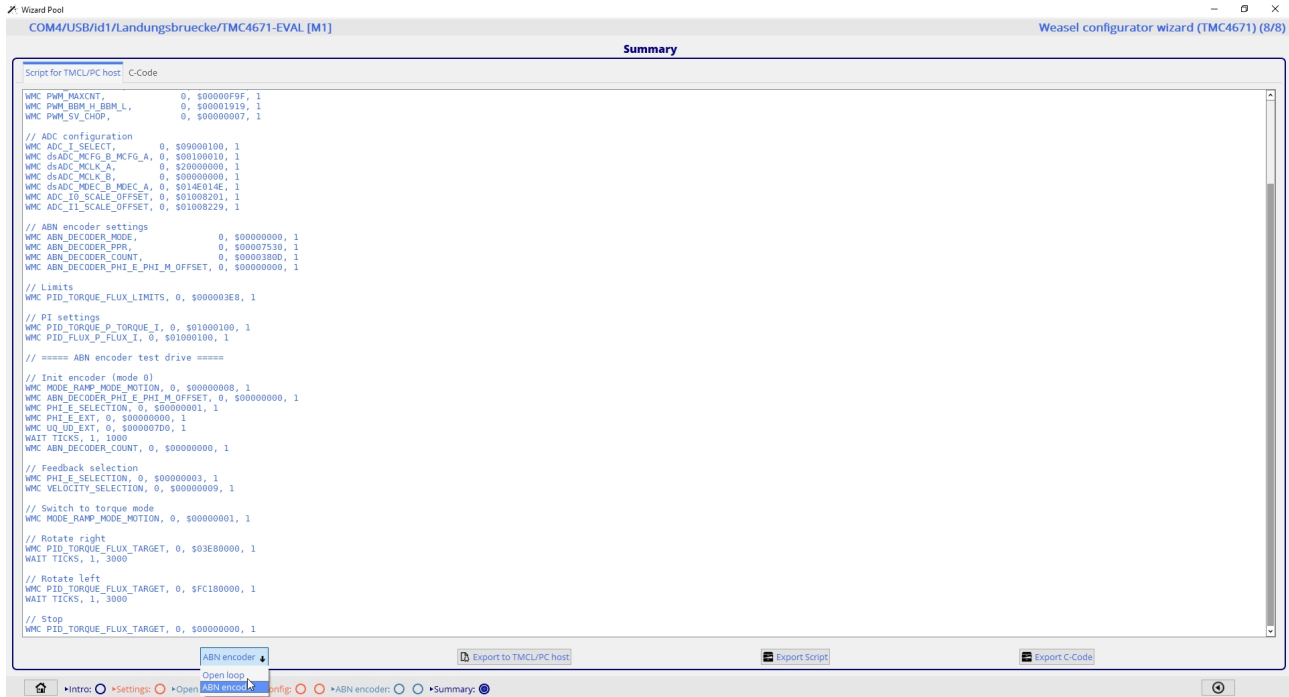 Wizard Pool
COM4/USB/id1/Landungsbruecke/TMC4671-EVAL [M1]
Weasel configurator wizard (TMC4671) (8/8)
Summary
Script for TMCL/PC host
C-Code
WMC PWM_MAXCNT, 0, $00000F9F, 1
WMC PWM_BBM_H_BBM_L, 0, $00001919, 1
WMC PWM_SV_CHOP, 0, $00000007, 1
// ADC configuration
WMC ADC_I_SELECT, 0, $09000100, 1
WMC dsADC_MCFG_B_MCFG_A, 0, $00100010, 1
WMC dsADC_MCLK_A, 0, $20000000, 1
WMC dsADC_MCLK_B, 0, $00000000, 1
WMC dsADC_MDEC_B_MDEC_A, 0, $014E014E, 1
WMC ADC_I0_SCALE_OFFSET, 0, $01008201, 1
WMC ADC_I1_SCALE_OFFSET, 0, $01008229, 1
// ABN encoder settings
WMC ABN_DECODER_MODE, 0, $00000000, 1
WMC ABN_DECODER_PPR, 0, $00007530, 1
WMC ABN_DECODER_COUNT, 0, $0000380D, 1
WMC ABN_DECODER_PHI_E_PHI_M_OFFSET, 0, $00000000, 1
// Limits
WMC PID_TORQUE_FLUX_LIMITS, 0, $000003E8, 1
// PI settings
WMC PID_TORQUE_P_TORQUE_I, 0, $01000100, 1
WMC PID_FLUX_P_FLUX_I, 0, $01000100, 1
// ===== ABN encoder test drive =====
// Init encoder (mode 0)
WMC MODE_RAMP_MODE_MOTION, 0, $00000008, 1
WMC ABN_DECODER_PHI_E_PHI_M_OFFSET, 0, $00000000, 1
WMC PHI_E_SELECTION, 0, $00000001, 1
WMC PHI_E_EXT, 0, $00000000, 1
WMC UQ_UD_EXT, 0, $000007D0, 1
WAIT TICKS, 1, 1000
WMC ABN_DECODER_COUNT, 0, $00000000, 1
// Feedback selection
WMC PHI_E_SELECTION, 0, $00000003, 1
WMC VELOCITY_SELECTION, 0, $00000009, 1
// Switch to torque mode
WMC MODE_RAMP_MODE_MOTION, 0, $00000001, 1
// Rotate right
WMC PID_TORQUE_FLUX_TARGET, 0, $03E80000, 1
WAIT TICKS, 1, 3000
// Rotate left
WMC PID_TORQUE_FLUX_TARGET, 0, $FC180000, 1
WAIT TICKS, 1, 3000
// Stop
WMC PID_TORQUE_FLUX_TARGET, 0, $00000000, 1
ABN encoder
Export to TMCL/PC host
Export Script
Export C-Code
Open loop
ABN encode
Intro:
Settings:
Open
nfig:
ABN encoder:
Summary: